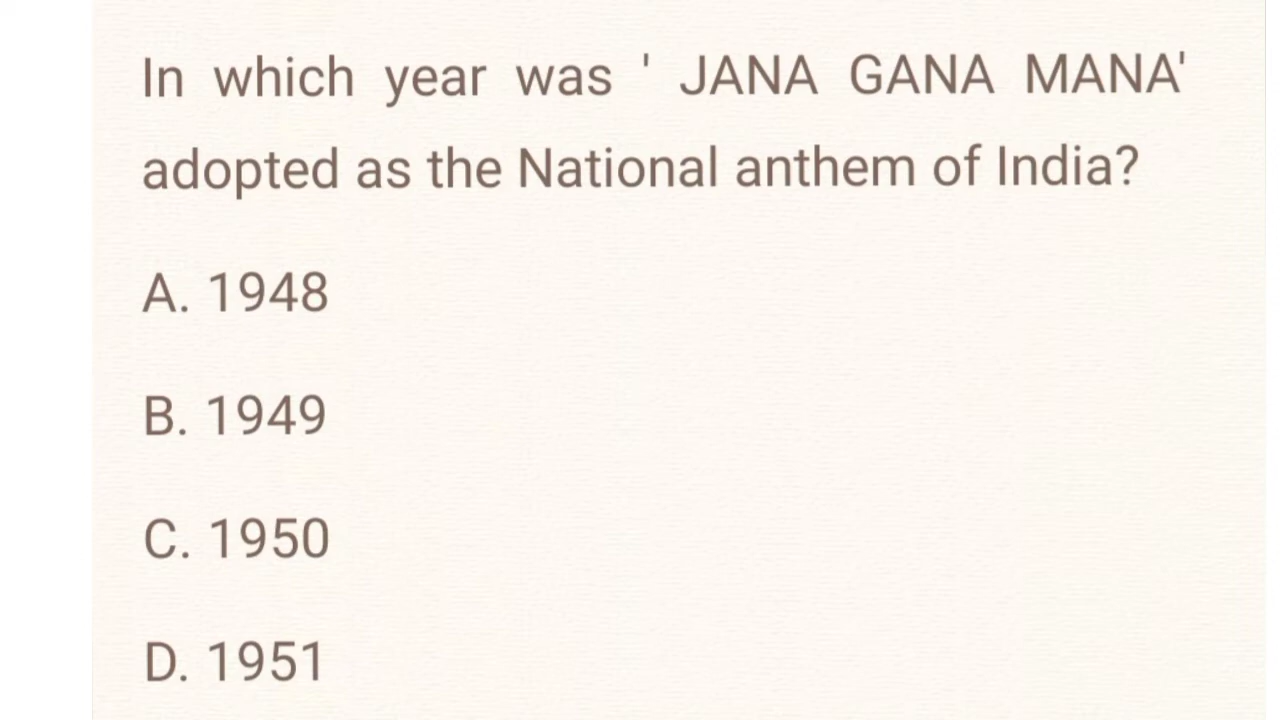 In which year was ' JANA GANA MANA'
adopted as the National anthem of India?
A. 1948
B. 1949
C. 1950
D. 1951